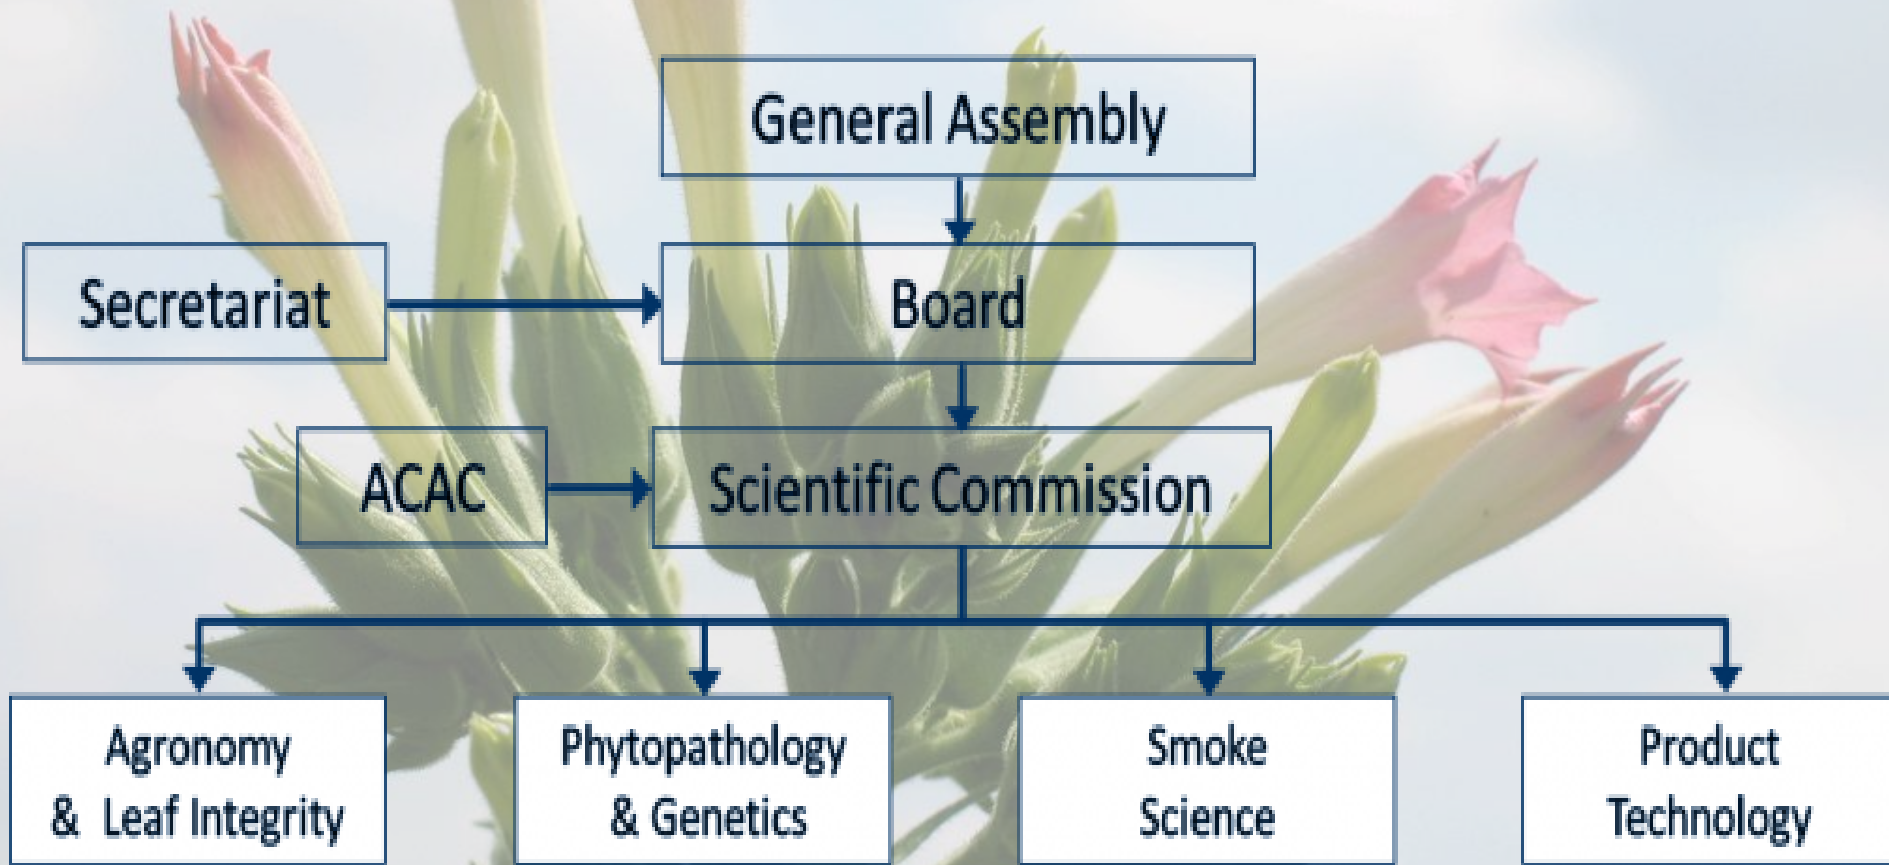 General Assembly
Secretariat
Board
ACAC
Scientific Commission
Agronomy
& Leaf Integrity
Phytopathology
& Genetics
Smoke
Science
Product
Technology